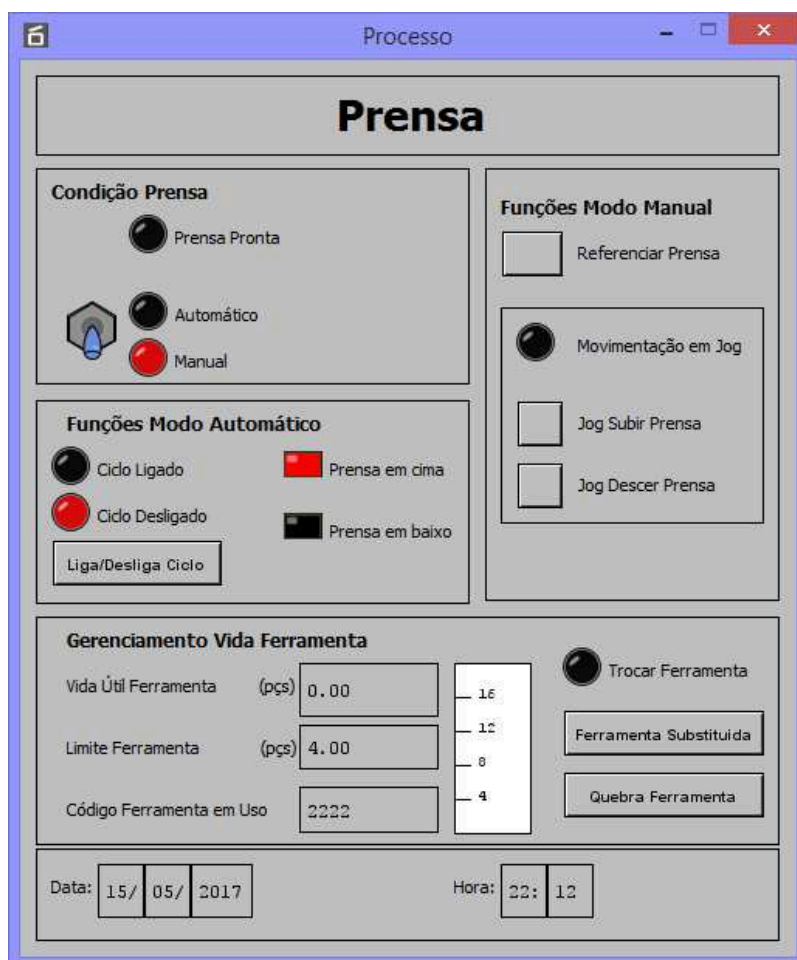 Processo
Prensa
Condição Prensa
Prensa Pronta
Automático
Manual
Funções Modo Manual
Referenciar Prensa
Movimentação em Jog
Jog Subir Prensa
Jog Descer Prensa
Funções Modo Automático
Ciclo Ligado
Prensa em cima
Ciclo Desligado
Prensa em baixo
Liga/Desliga Ciclo
Gerenciamento Vida Ferramenta
Vida Útil Ferramenta (pçs) 0.00
Limite Ferramenta (pçs) 4.00
Código Ferramenta em Uso 2222
16
12
8
4
Trocar Ferramenta
Ferramenta Substituida
Quebra Ferramenta
Data: 15/ 05/ 2017
Hora: 22: 12